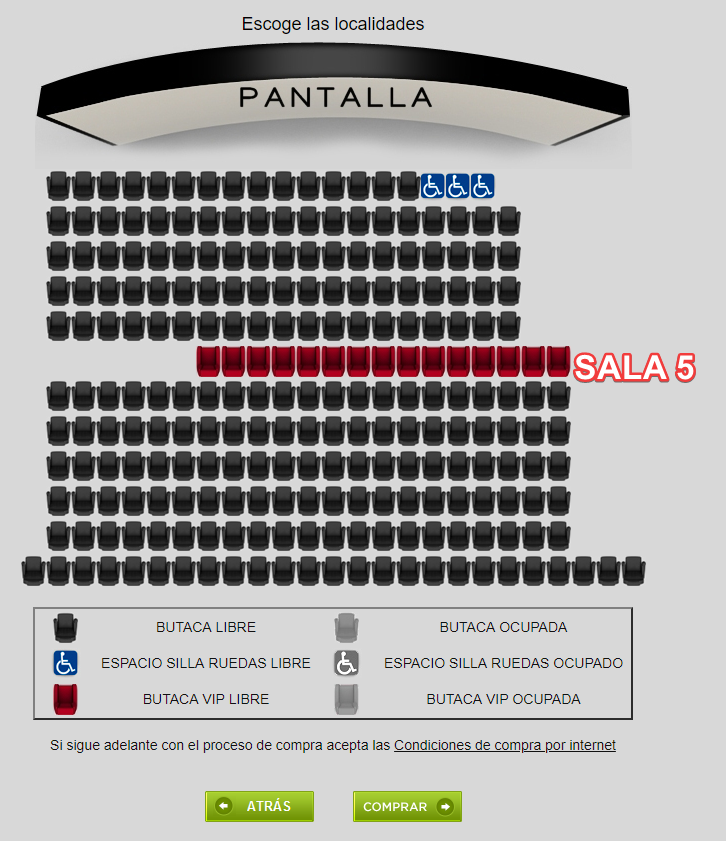 Escoge las localidades
PANTALLA
SALA 5
BUTACA LIBRE
BUTACA OCUPADA
ESPACIO SILLA RUEDAS LIBRE
ESPACIO SILLA RUEDAS OCUPADO
BUTACA VIP LIBRE
BUTACA VIP OCUPADA
Si sigue adelante con el proceso de compra acepta las Condiciones de compra por internet
ATRÁS
COMPRAR